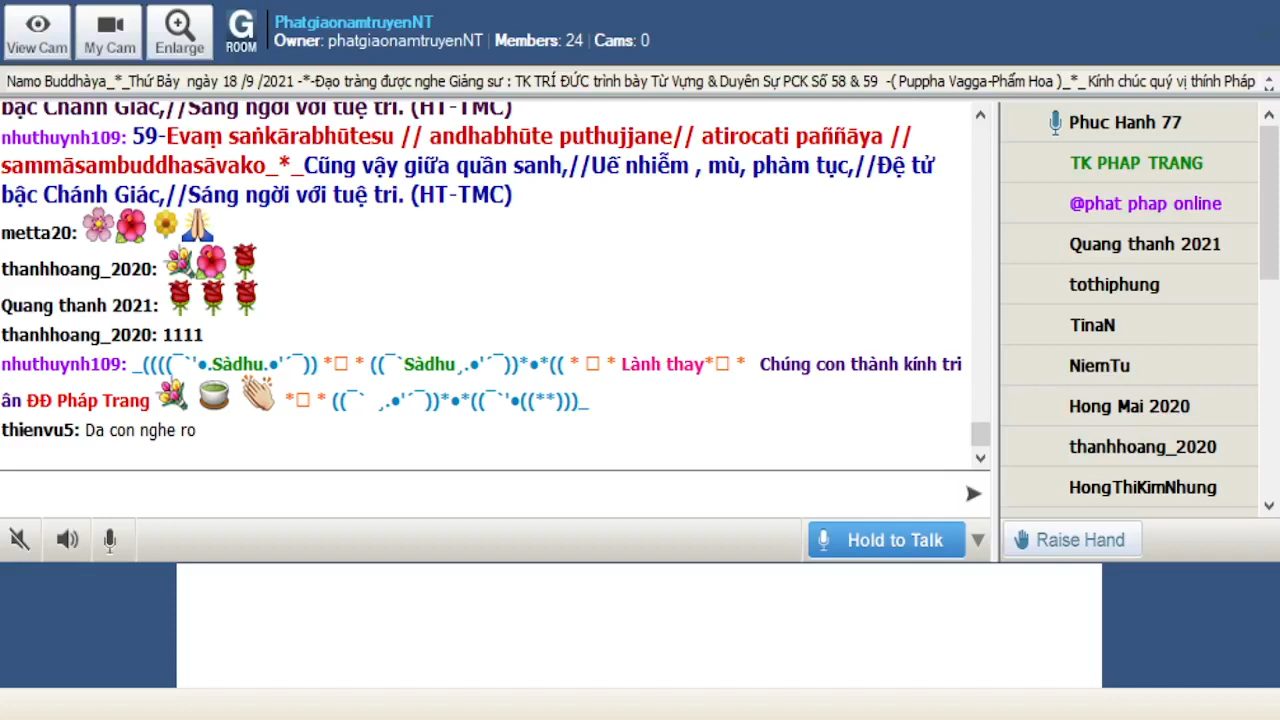 View Cam
My Cam
Enlarge
G
ROOM
PhatgiaonamtruyenNT
Owner: phatgiaonamtruyenNT | Members: 24 | Cams: 0
Namo Buddhàya_*_Thứ Bảy ngày 18 /9 /2021 -*-Đạo tràng được nghe Giảng sư : TK TRÍ ĐỨC trình bày Từ Vựng & Duyên Sự PCK Số 58 & 59 -( Puppha Vagga-Phẩm Hoa )_*_ Kính chúc quý vị thính Pháp
bậc Chánh Giác,//Sáng ngời với tuệ tri. (HT-TMC)
nhuthuynh109: 59-Evaṃ saṅkārabhūtesu // andhabhūte puthujjane// atirocati paññāya //
sammāsambuddhasāvako_*_Cũng vậy giữa quần sanh,//Uế nhiễm , mù, phàm tục,//Đệ tử
bậc Chánh Giác,//Sáng ngời với tuệ tri. (HT-TMC)
metta20:
thanhhoang_2020:
Quang thanh 2021:
thanhhoang_2020: 1111
nhuthuynh109: _((((¯`'●.Sàdhu.●'´¯)) *□ * ((¯`Sàdhu¸.●'´¯))*●*(( * □ * Lành thay*□ * Chúng con thành kính tri
ân ĐĐ Pháp Trang *□ * ((¯` ¸.●'´¯))*●*((¯`'●((**)))_
thienvu5: Da con nghe ro
Hold to Talk
Phuc Hanh 77
TK PHAP TRANG
@phat phap online
Quang thanh 2021
tothiphung
TinaN
NiemTu
Hong Mai 2020
thanhhoang_2020
HongThiKimNhung
Raise Hand